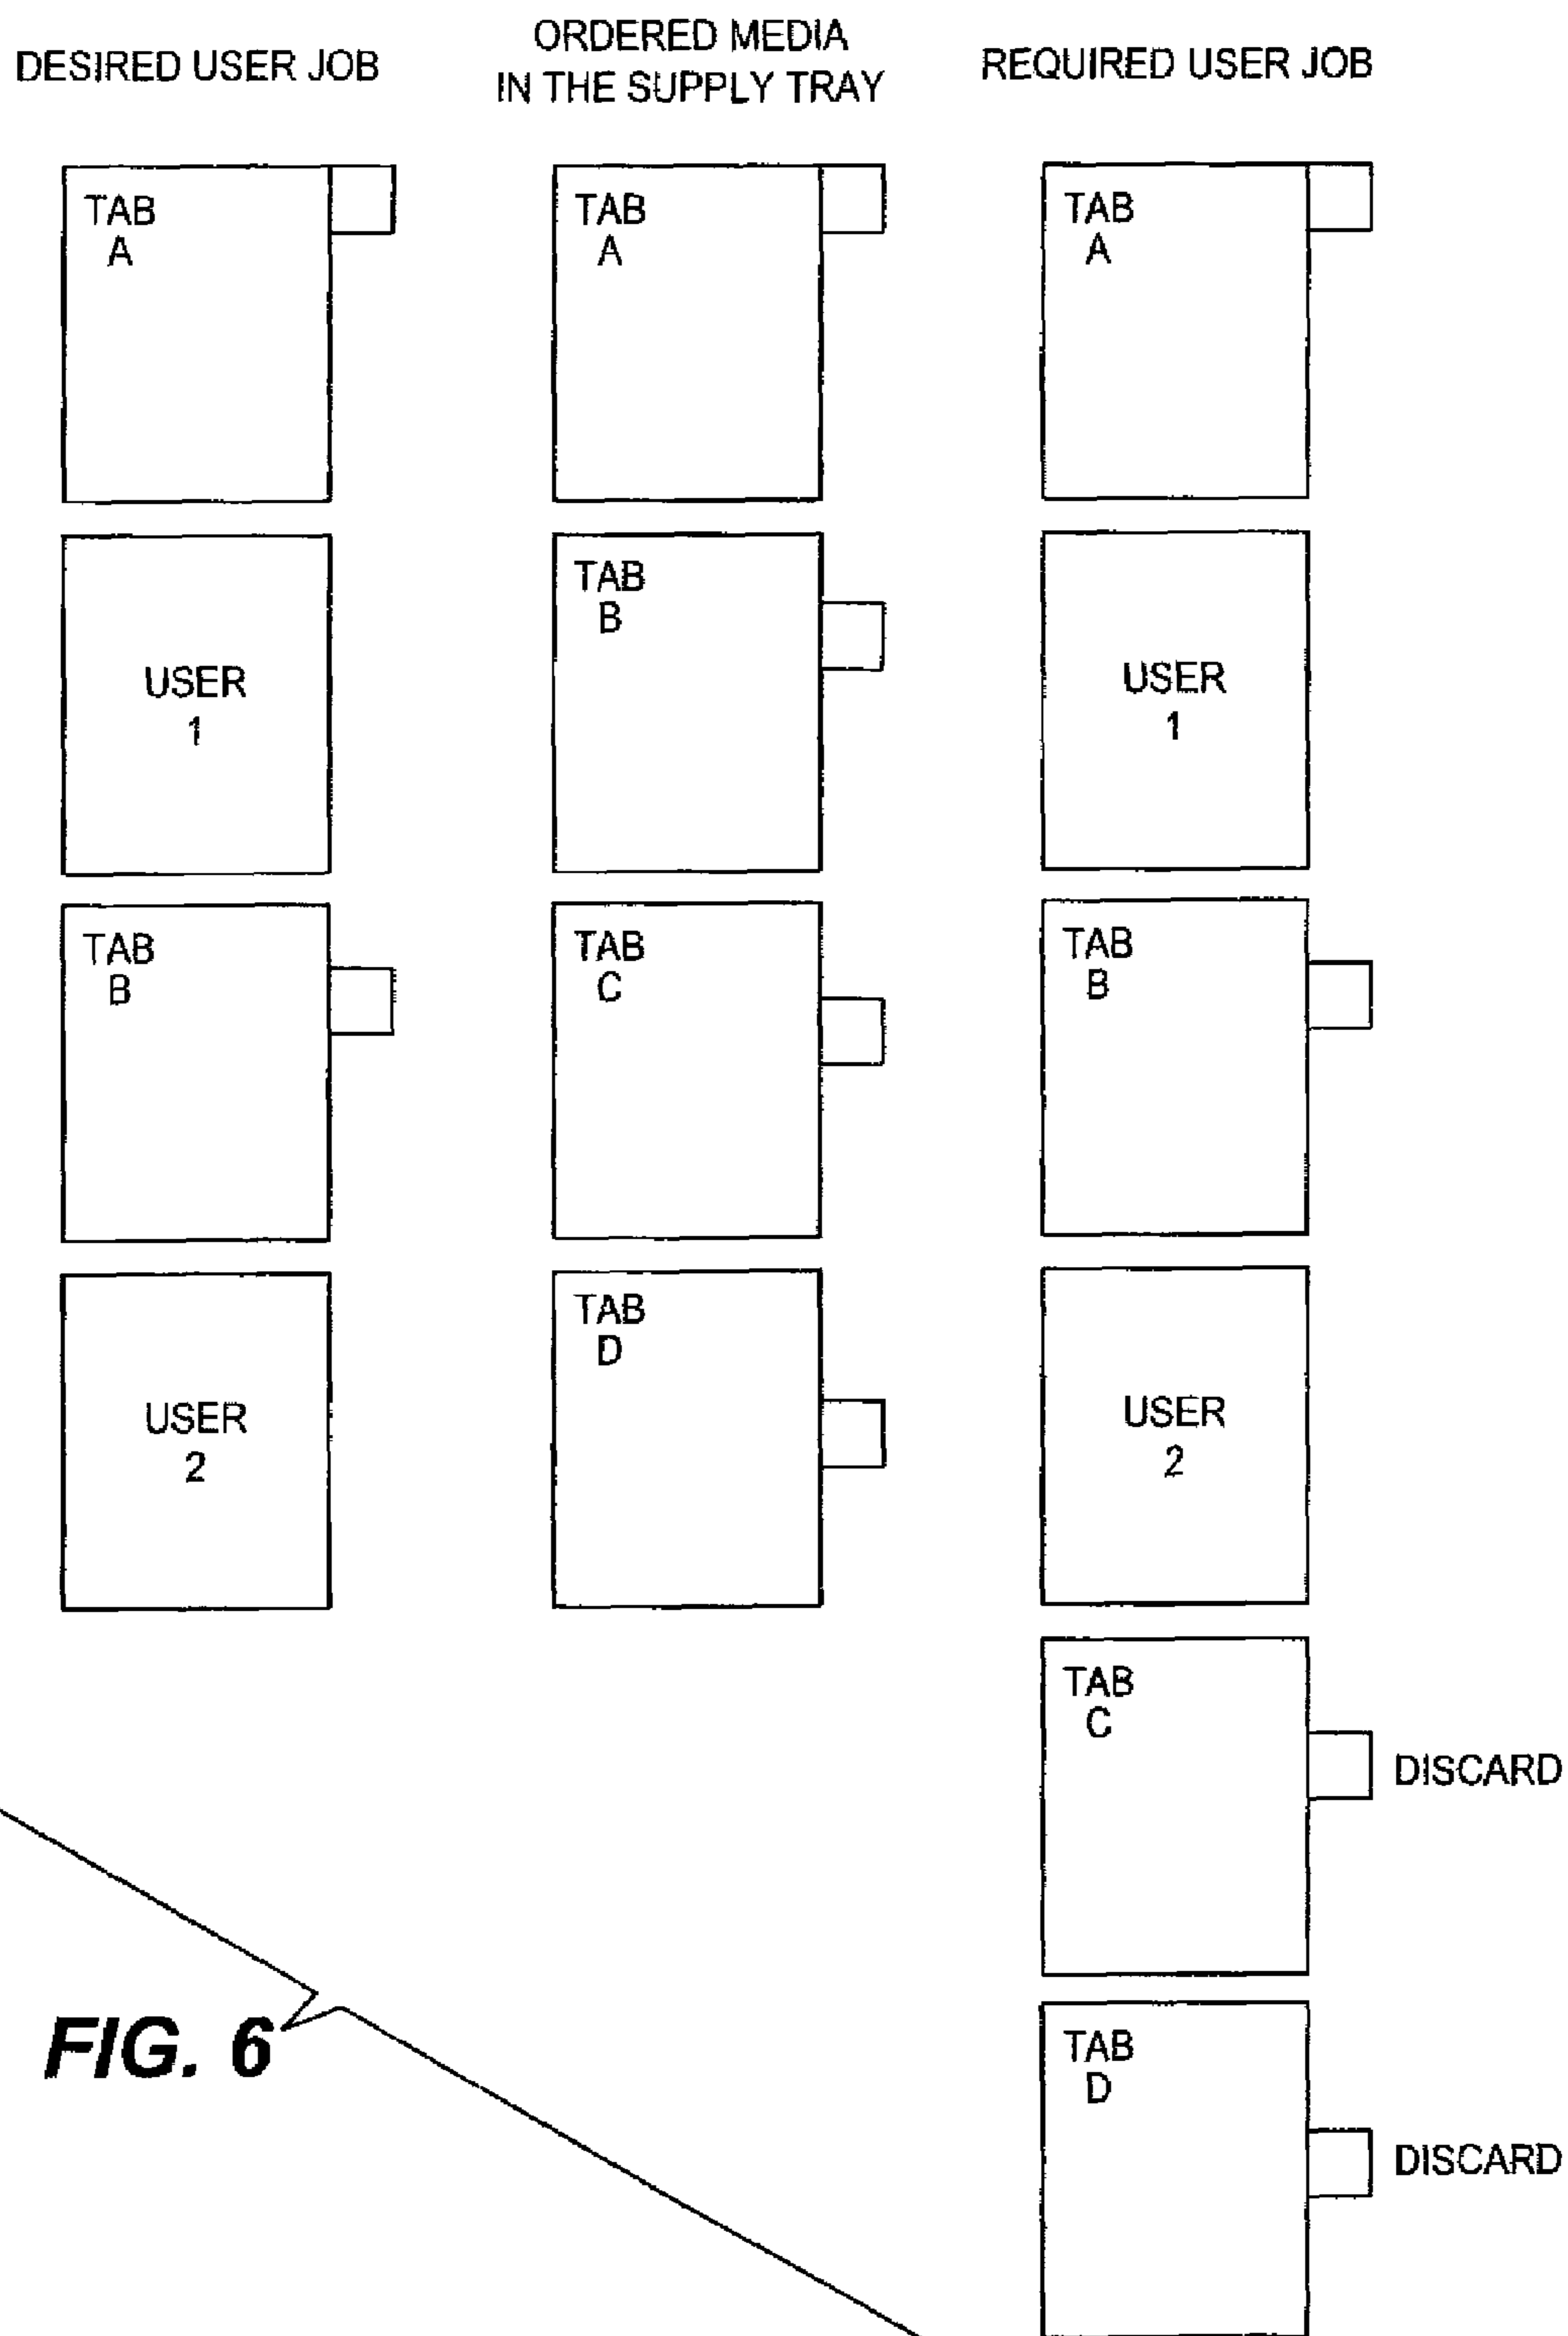 DESIRED USER JOB
TAB
A
USER
1
TAB
B
USER
2
ORDERED MEDIA
IN THE SUPPLY TRAY
TAB
A
TAB
B
TAB
C
TAB
D
REQUIRED USER JOB
TAB
A
USER
1
TAB
B
USER
2
TAB
C
DISCARD
TAB
D
DISCARD
FIG. 6